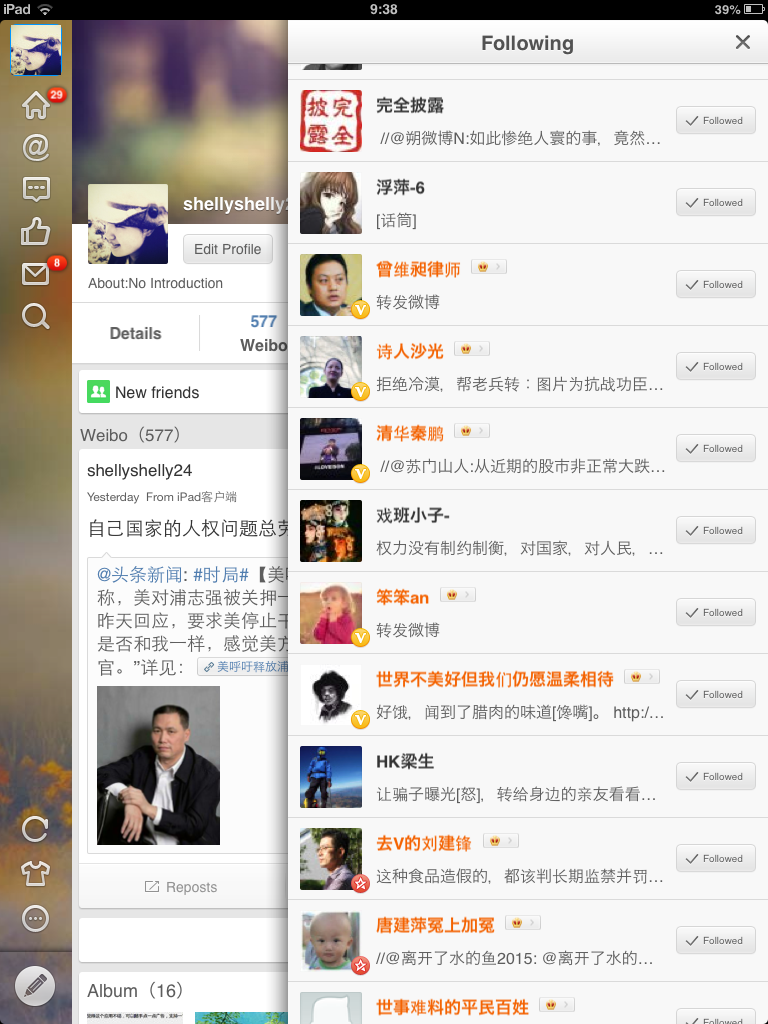 iPad
9:38
39%
29
8
shellyshelly2
Edit Profile
About:No Introduction
Details
577
Weibo
New friends
Weibo（577）
shellyshelly24
Yesterday From iPad客户端
自己国家的人权问题总
@头条新闻: #时局#【美
称，美对浦志强被关押一
昨天回应，要求美停止干
是否和我一样，感觉美方
官。”详见：
美呼吁释放浦
Reposts
Album（16）
Following
完全披露
//@朔微博N:如此惨绝人寰的事，竟然…
Followed
浮萍-6
[话筒]
Followed
曾维昶律师
转发微博
Followed
诗人沙光
拒绝冷漠，帮老兵转：图片为抗战功臣…
Followed
清华秦鹏
//@苏门山人:从近期的股市非正常大跌…
Followed
戏班小子-
权力没有制约制衡，对国家，对人民，…
Followed
笨笨an
转发微博
Followed
世界不美好但我们仍愿温柔相待
好饿，闻到了腊肉的味道[馋嘴]。 http:/…
Followed
HK梁生
让骗子曝光[怒]，转给身边的亲友看看…
Followed
去V的刘建锋
这种食品造假的，都该判长期监禁并罚…
Followed
唐建萍冤上加冤
//@离开了水的鱼2015: @离开了水的…
Followed
世事难料的平民百姓
Followed